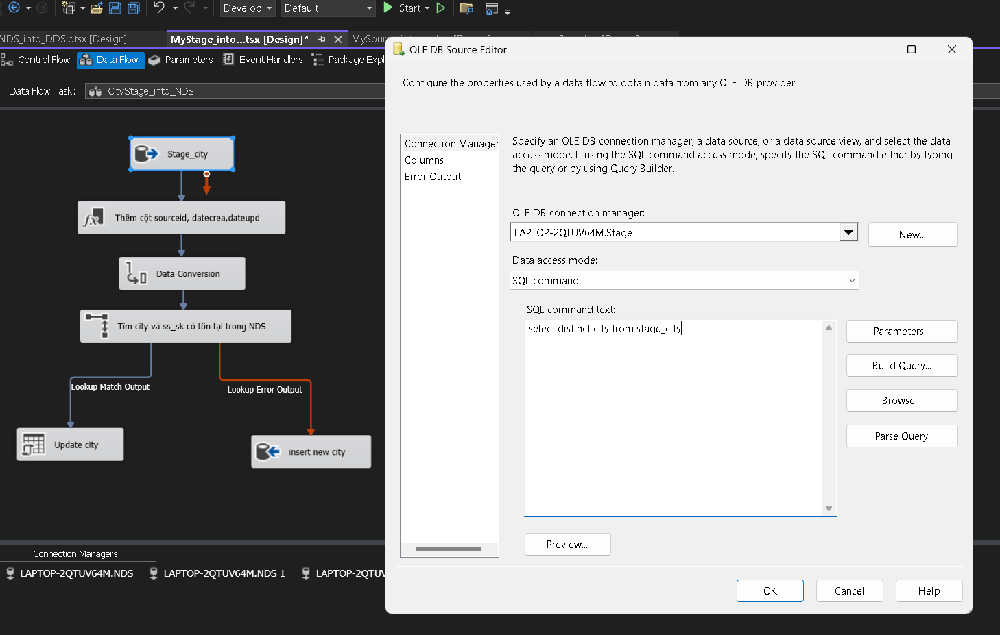 Develop
Default
Start
NDS_into_DDS.dtsx [Design]
MyStage_into...tsx [Design]*
Control Flow
Data Flow
Parameters
Event Handlers
Package Expl
Data Flow Task:
CityStage_into_NDS
Stage_city
Thêm cột sourceid, datecrea,dateupd
Data Conversion
Tìm city và ss_sk có tồn tại trong NDS
Lookup Match Output
Lookup Error Output
Update city
insert new city
Connection Managers
LAPTOP-2QTUV64M.NDS
LAPTOP-2QTUV64M.NDS 1
LAPTOP-2QTUV
OLE DB Source Editor
Configure the properties used by a data flow to obtain data from any OLE DB provider.
Connection Manager
Columns
Error Output
Specify an OLE DB connection manager, a data source, or a data source view, and select the data
access mode. If using the SQL command access mode, specify the SQL command either by typing
the query or by using Query Builder.
OLE DB connection manager:
LAPTOP-2QTUV64M.Stage
New...
Data access mode:
SQL command
SQL command text:
select distinct city from stage_city
Parameters...
Build Query...
Browse...
Parse Query
Preview...
OK
Cancel
Help